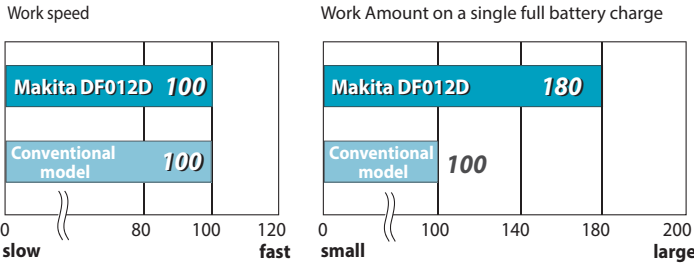 Work speed
Makita DF012D 100
Conventional
model
100
0 80 100 120
slow fast
Work Amount on a single full battery charge
Makita DF012D 180
Conventional
model
100
0 100 140 180 200
small large